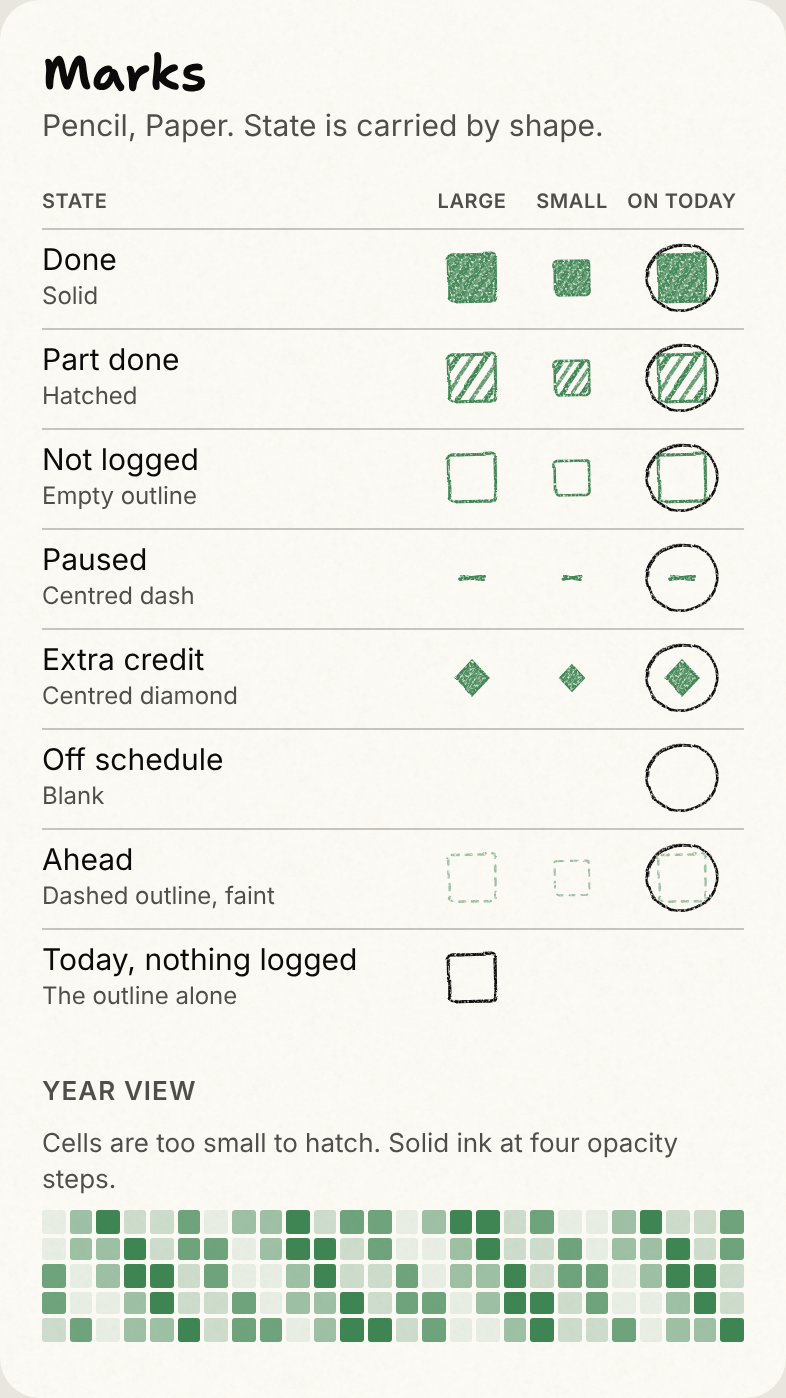 Marks
Pencil, Paper. State is carried by shape.
STATE LARGE SMALL ON TODAY
Done
Solid
Part done
Hatched
Not logged
Empty outline
Paused
Centred dash
Extra credit
Centred diamond
Off schedule
Blank
Ahead
Dashed outline, faint
Today, nothing logged
The outline alone
YEAR VIEW
Cells are too small to hatch. Solid ink at four opacity
steps.